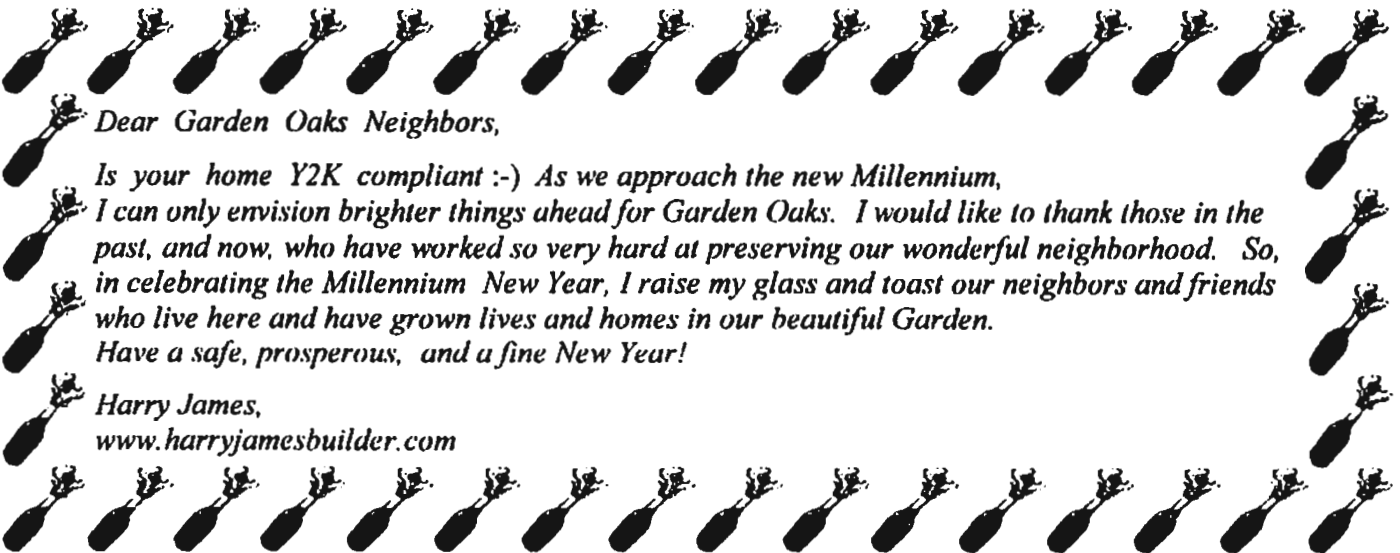 Dear Garden Oaks Neighbors,
Is your home Y2K compliant :-) As we approach the new Millennium,
I can only envision brighter things ahead for Garden Oaks. I would like to thank those in the
past, and now, who have worked so very hard at preserving our wonderful neighborhood. So,
in celebrating the Millennium New Year, I raise my glass and toast our neighbors and friends
who live here and have grown lives and homes in our beautiful Garden.
Have a safe, prosperous, and a fine New Year!
Harry James,
www.harryjamesbuilder.com